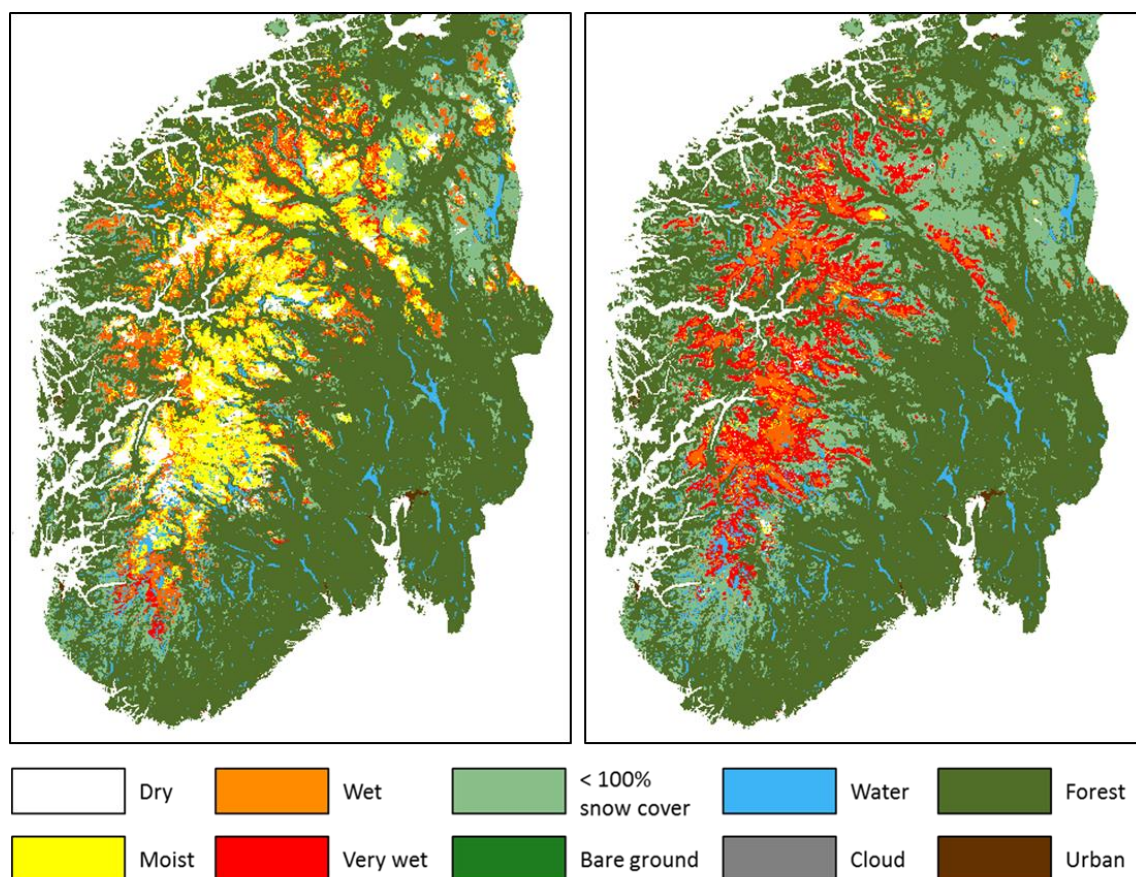 Dry
Wet
< 100%
snow cover
Water
Forest
Moist
Very wet
Bare ground
Cloud
Urban